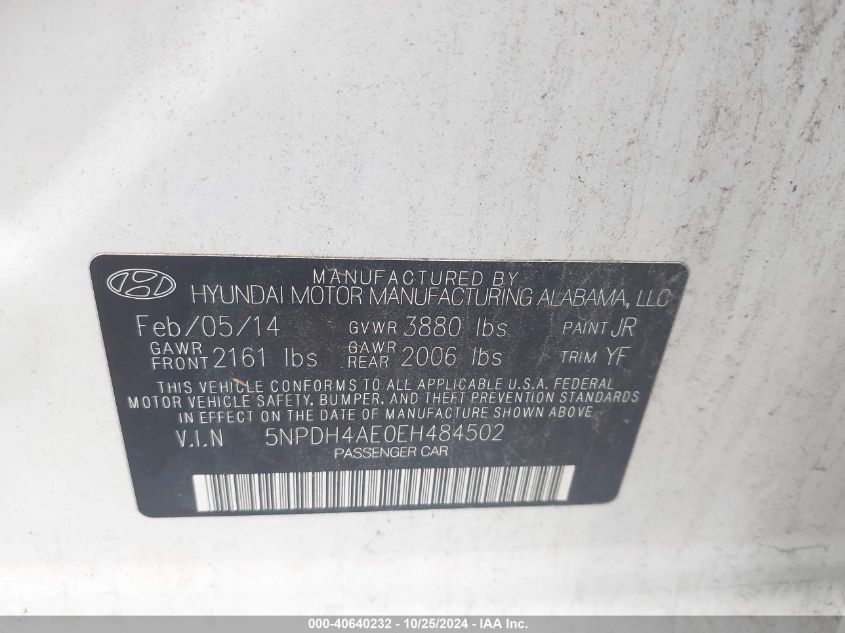 MANUFACTURED BY
HYUNDAI MOTOR MANUFACTURING ALABAMA, LLC
Feb/05/14 GVWR 3880 lbs PAINT JR
GAWR FRONT 2161 lbs GAWR REAR 2006 lbs TRIM YF
THIS VEHICLE CONFORMS TO ALL APPLICABLE U.S.A. FEDERAL
MOTOR VEHICLE SAFETY, BUMPER, AND THEFT PREVENTION STANDARDS
IN EFFECT ON THE DATE OF MANUFACTURE SHOWN ABOVE.
V.I.N 5NPDH4AE0EH484502
PASSENGER CAR
000-40640232 - 10/25/2024 - IAA Inc.